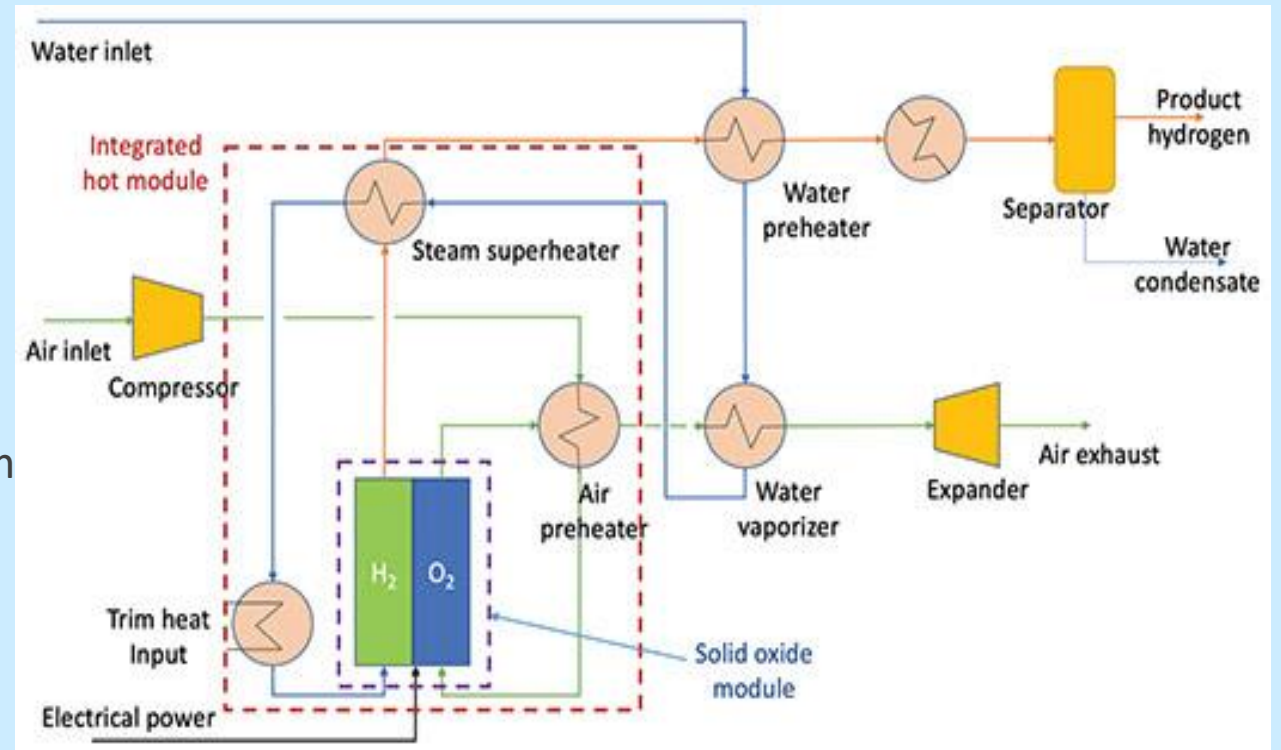 Water inlet
Product
hydrogen
Integrated
hot module
Water
preheater
Separator
Steam superheater
Water
condensate
Air inlet
Compressor
n
Air exhaust
Air
preheater
Water
vaporizer
Expander
H2
O2
Trim heat
Input
Solid oxide
module
Electrical power